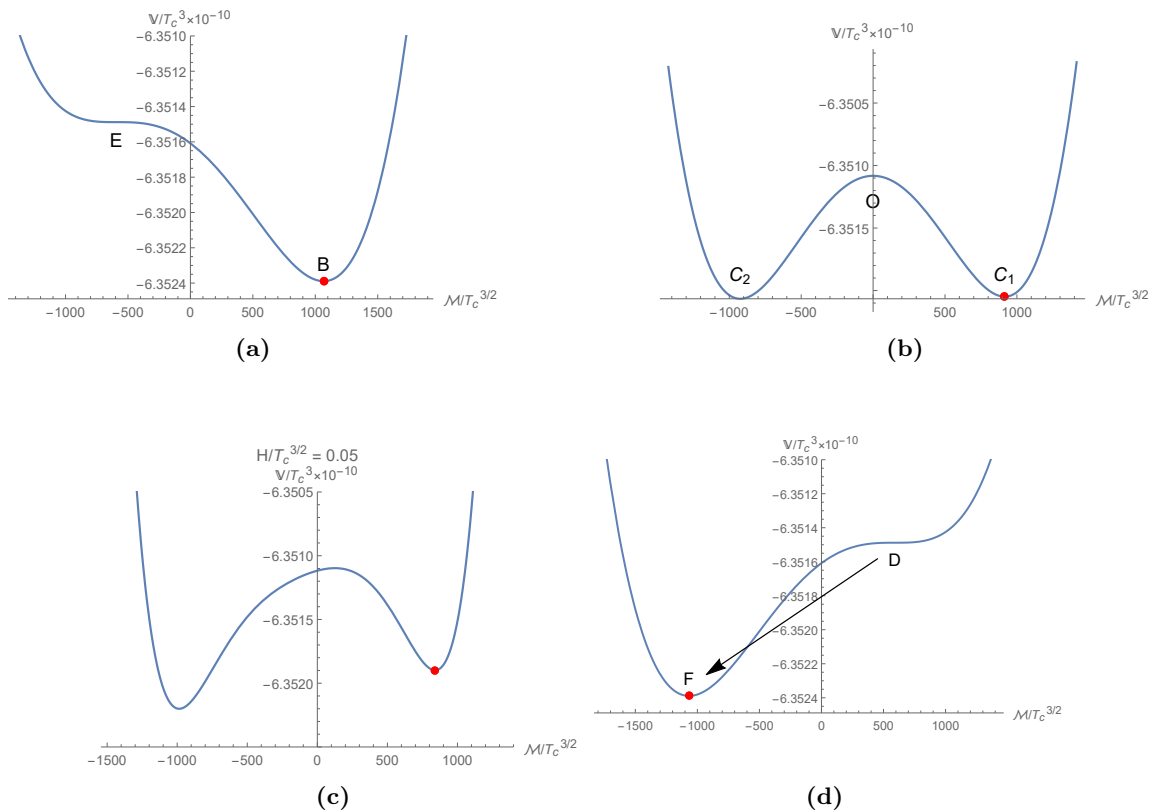 𝕍/T_c^3×10^-10
-6.3510
-6.3512
-6.3514
-6.3516
-6.3518
-6.3520
-6.3522
-6.3524
E
B
-1000 -500 0 500 1000 1500
ℳ/T_c^3/2
(a)
𝕍/T_c^3×10^-10
-6.3505
-6.3510
-6.3515
O
C_2
C_1
-1000 -500 0 500 1000
ℳ/T_c^3/2
(b)
H/T_c^3/2 = 0.05
𝕍/T_c^3×10^-10
-6.3505
-6.3510
-6.3515
-6.3520
-1500 -1000 -500 0 500 1000
ℳ/T_c^3/2
(c)
𝕍/T_c^3×10^-10
-6.3510
-6.3512
-6.3514
-6.3516
-6.3518
-6.3520
-6.3522
-6.3524
D
F
-1500 -1000 -500 0 500 1000
ℳ/T_c^3/2
(d)